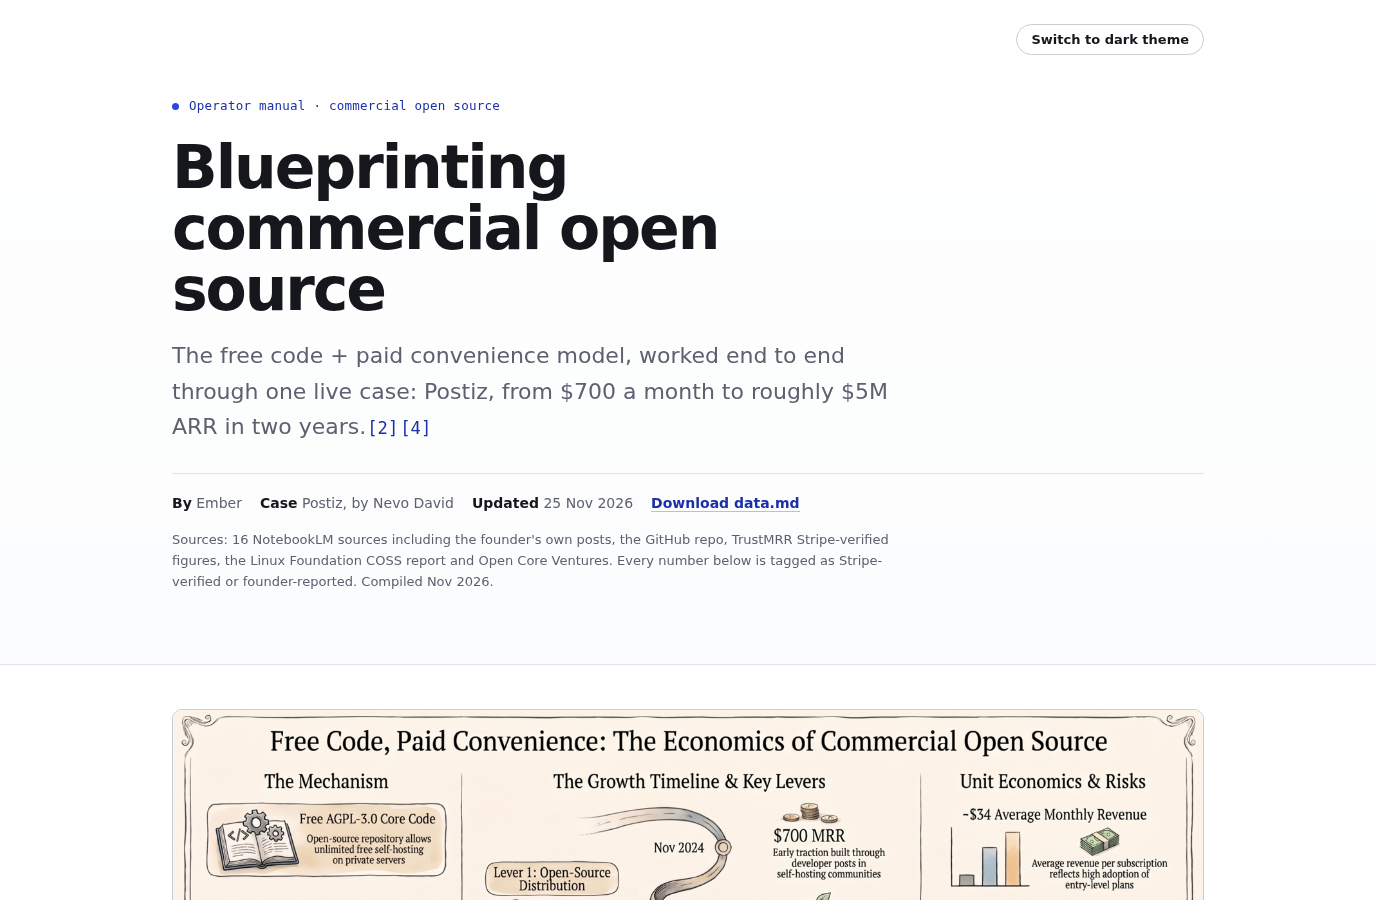 Switch to dark theme
Operator manual · commercial open source
Blueprinting
commercial open
source
The free code + paid convenience model, worked end to end
through one live case: Postiz, from $700 a month to roughly $5M
ARR in two years. [2] [4]
By Ember Case Postiz, by Nevo David Updated 25 Nov 2026 Download data.md
Sources: 16 NotebookLM sources including the founder's own posts, the GitHub repo, TrustMRR Stripe-verified
figures, the Linux Foundation COSS report and Open Core Ventures. Every number below is tagged as Stripe-
verified or founder-reported. Compiled Nov 2026.
Free Code, Paid Convenience: The Economics of Commercial Open Source
The Mechanism
</>
Free AGPL-3.0 Core Code
Open-source repository allows
unlimited free self-hosting
on private servers
The Growth Timeline & Key Levers
Nov 2024
$700 MRR
Early traction built through
developer posts in
self-hosting communities
Lever 1: Open-Source
Distribution
Unit Economics & Risks
~$34 Average Monthly Revenue
Average revenue per subscription
reflects high adoption of
entry-level plans